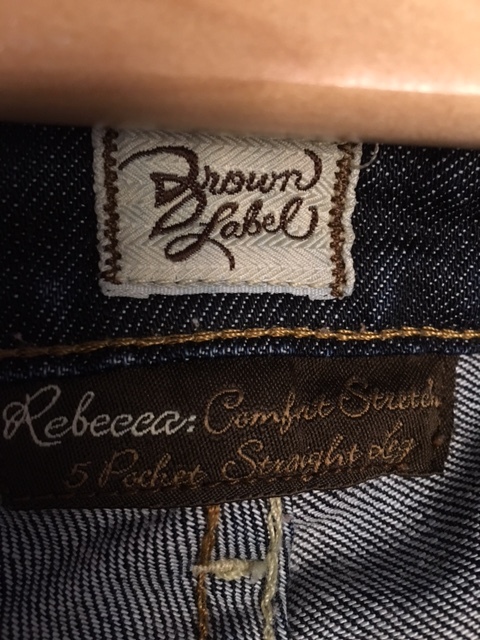 Brown
Label
Rebecca: Comfort Stretch
5 Pocket Straight Leg